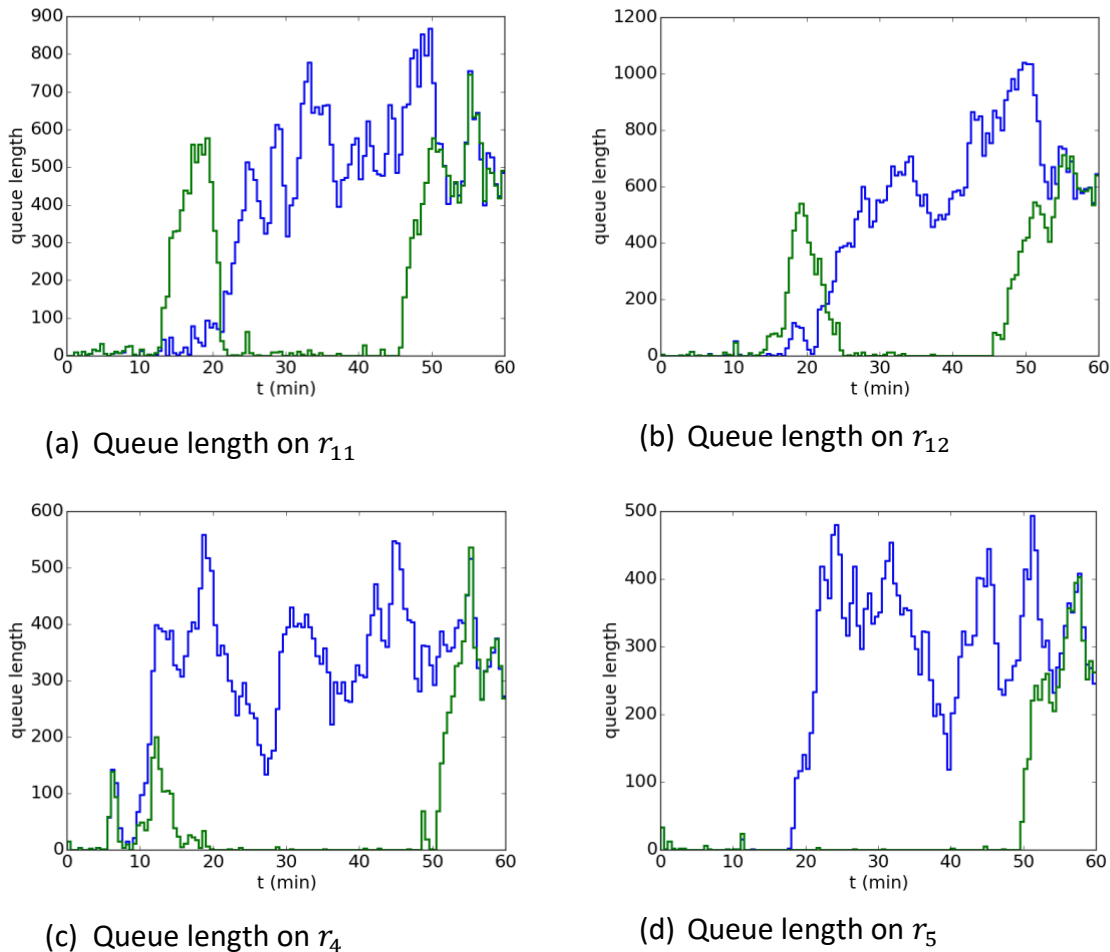 900
800
700
600
500
400
300
200
100
0
queue length
0 10 20 30 40 50 60
t (min)
(a) Queue length on r₁₁
1200
1000
800
600
400
200
0
queue length
0 10 20 30 40 50 60
t (min)
(b) Queue length on r₁₂
600
500
400
300
200
100
0
queue length
0 10 20 30 40 50 60
t (min)
(c) Queue length on r₄
500
400
300
200
100
0
queue length
0 10 20 30 40 50 60
t (min)
(d) Queue length on r₅